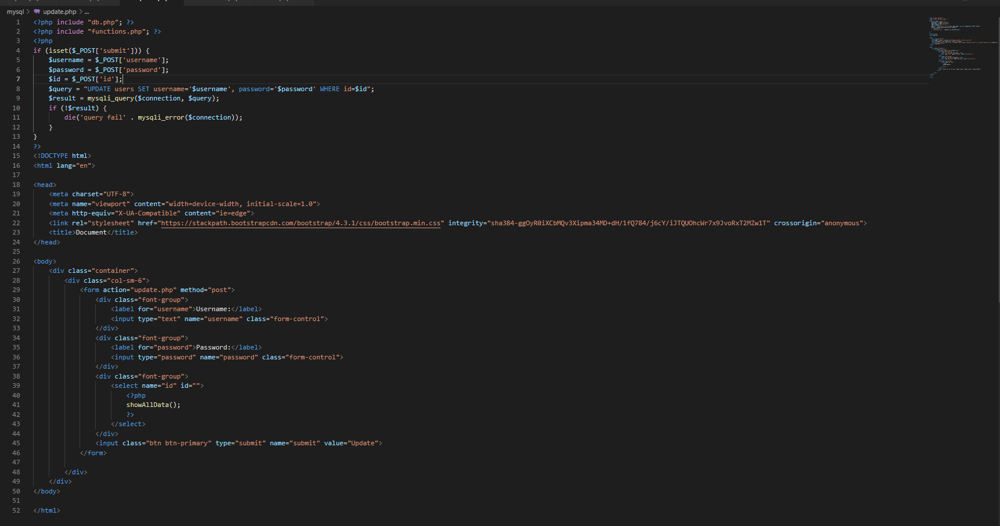 mysql > update.php > ...
1 <?php include "db.php"; ?>
2 <?php include "functions.php"; ?>
3 <?php
4 if (isset($_POST['submit'])) {
5     $username = $_POST['username'];
6     $password = $_POST['password'];
7     $id = $_POST['id'];
8     $query = "UPDATE users SET username='$username', password='$password' WHERE id=$id";
9     $result = mysqli_query($connection, $query);
10     if (!$result) {
11         die('query fail' . mysqli_error($connection));
12     }
13 }
14 ?>
15 <!DOCTYPE html>
16 <html lang="en">
17
18 <head>
19     <meta charset="UTF-8">
20     <meta name="viewport" content="width=device-width, initial-scale=1.0">
21     <meta http-equiv="X-UA-Compatible" content="ie=edge">
22     <link rel="stylesheet" href="https://stackpath.bootstrapcdn.com/bootstrap/4.3.1/css/bootstrap.min.css" integrity="sha384-ggOyR0iXCbMQv3Xipma34MD+dH/1fQ784/j6cY/iJTQUOhcWr7x9JvoRxT2MZw1T" crossorigin="anonymous">
23     <title>Document</title>
24 </head>
25
26 <body>
27     <div class="container">
28         <div class="col-sm-6">
29             <form action="update.php" method="post">
30                 <div class="font-group">
31                     <label for="username">Username:</label>
32                     <input type="text" name="username" class="form-control">
33                 </div>
34                 <div class="font-group">
35                     <label for="password">Password:</label>
36                     <input type="password" name="password" class="form-control">
37                 </div>
38                 <div class="font-group">
39                     <select name="id" id="">
40                         <?php
41                         showAllData();
42                         ?>
43                     </select>
44                 </div>
45                 <input class="btn btn-primary" type="submit" name="submit" value="Update">
46             </form>
47
48         </div>
49     </div>
50 </body>
51
52 </html>